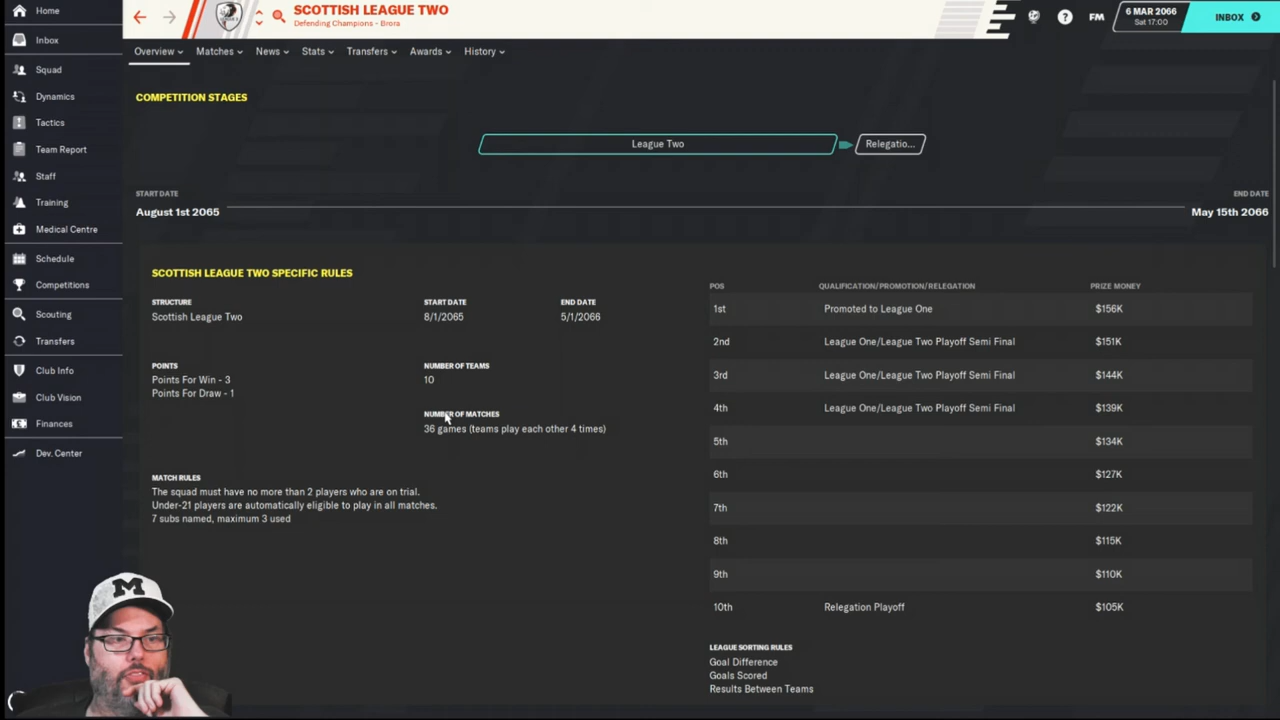 Home
Inbox
Squad
Dynamics
Tactics
Team Report
Staff
Training
Medical Centre
Schedule
Competitions
Scouting
Transfers
Club Info
Club Vision
Finances
Dev. Center
SCOTTISH LEAGUE TWO
Defending Champions - Brora
?
FM
6 MAR 2066
Sat 17:00
INBOX
Overview
Matches
News
Stats
Transfers
Awards
History
COMPETITION STAGES
League Two
Relegatio...
START DATE
August 1st 2065
END DATE
May 15th 2066
SCOTTISH LEAGUE TWO SPECIFIC RULES
STRUCTURE
Scottish League Two
START DATE
8/1/2065
END DATE
5/1/2066
POINTS
Points For Win - 3
Points For Draw - 1
NUMBER OF TEAMS
10
NUMBER OF MATCHES
36 games (teams play each other 4 times)
MATCH RULES
The squad must have no more than 2 players who are on trial.
Under-21 players are automatically eligible to play in all matches.
7 subs named, maximum 3 used
POS QUALIFICATION/PROMOTION/RELEGATION PRIZE MONEY
1st Promoted to League One $156K
2nd League One/League Two Playoff Semi Final $151K
3rd League One/League Two Playoff Semi Final $144K
4th League One/League Two Playoff Semi Final $139K
5th $134K
6th $127K
7th $122K
8th $115K
9th $110K
10th Relegation Playoff $105K
LEAGUE SORTING RULES
Goal Difference
Goals Scored
Results Between Teams
M